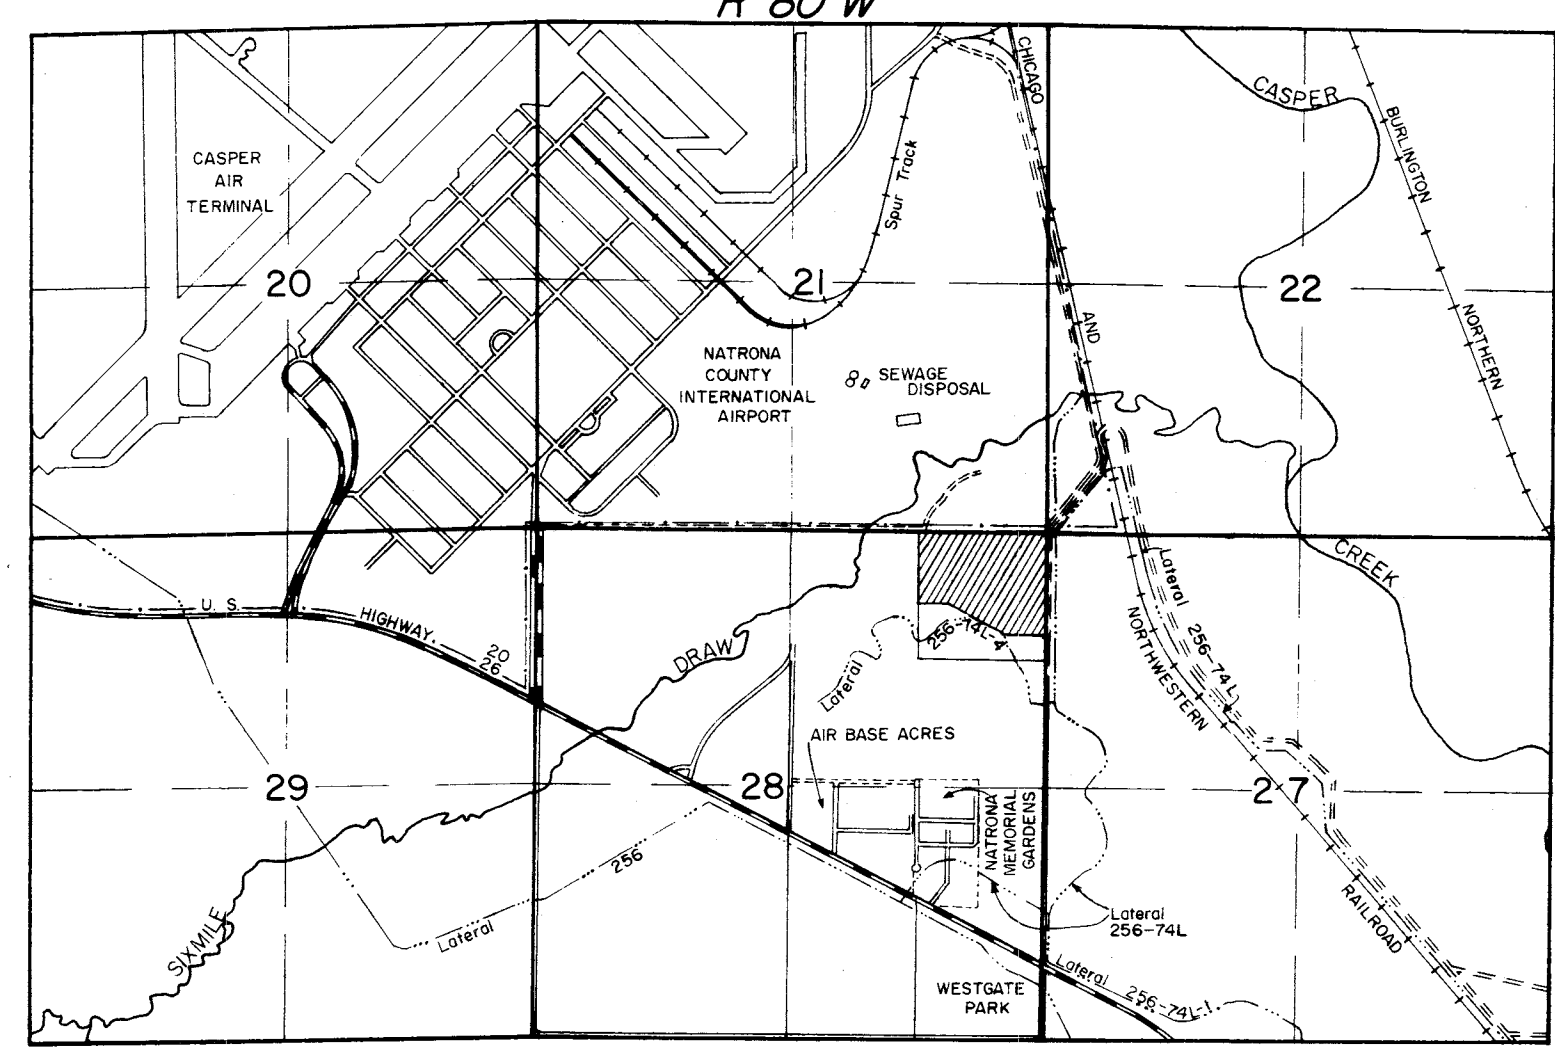 R 80 W
CHICAGO
CASPER
BURLINGTON
CASPER
AIR
TERMINAL
Spur Track
20
21
22
AND
NORTHERN
NATRONA
COUNTY
INTERNATIONAL
AIRPORT
SEWAGE
DISPOSAL
CREEK
Lateral
U. S.
HIGHWAY
20
26
DRAW
256-74L-4
Lateral
NORTHWESTERN
256-74L
AIR BASE ACRES
29
28
27
NATRONA
MEMORIAL
GARDENS
256
Lateral
SIXMILE
Lateral
256-74L
RAILROAD
Lateral
256-74L-1
WESTGATE
PARK